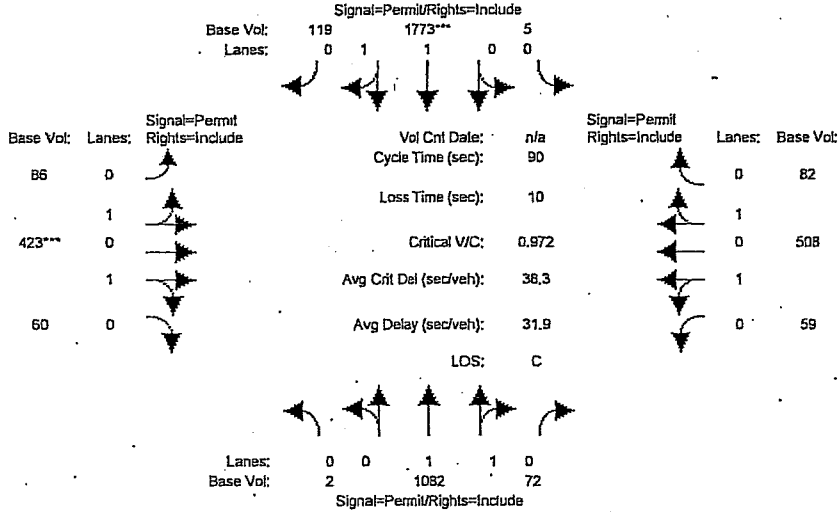 Signal=Permit/Rights=Include
Base Vol: 119 1773*** 5
Lanes: 0 1 1 0 0
Signal=Permit
Base Vol: Lanes: Rights=Include
Vol Cnt Date: n/a
Signal=Permit
Rights=Include Lanes: Base Vol:
Cycle Time (sec): 90
86 0
0 82
Loss Time (sec): 10
1
1
423*** 0
Critical V/C: 0.972
0 508
1
Avg Crit Del (sec/veh): 38.3
1
60 0
Avg Delay (sec/veh): 31.9
0 59
LOS: C
Lanes: 0 0 1 1 0
Base Vol: 2 1082 72
Signal=Permit/Rights=Include